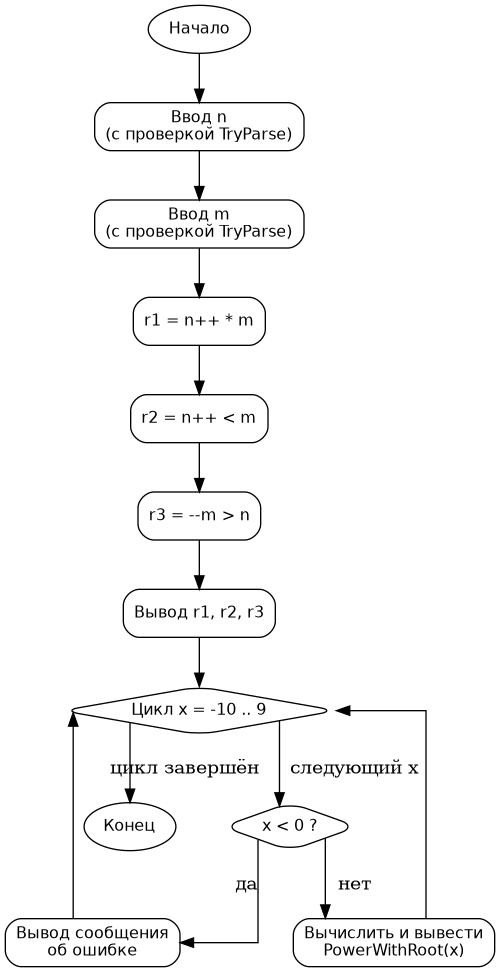 Начало
Ввод n
(с проверкой TryParse)
Ввод m
(с проверкой TryParse)
r1 = n++ * m
r2 = n++ < m
r3 = --m > n
Вывод r1, r2, r3
Цикл x = -10 .. 9
цикл завершён
следующий x
Конец
x < 0 ?
да
нет
Вывод сообщения
об ошибке
Вычислить и вывести
PowerWithRoot(x)